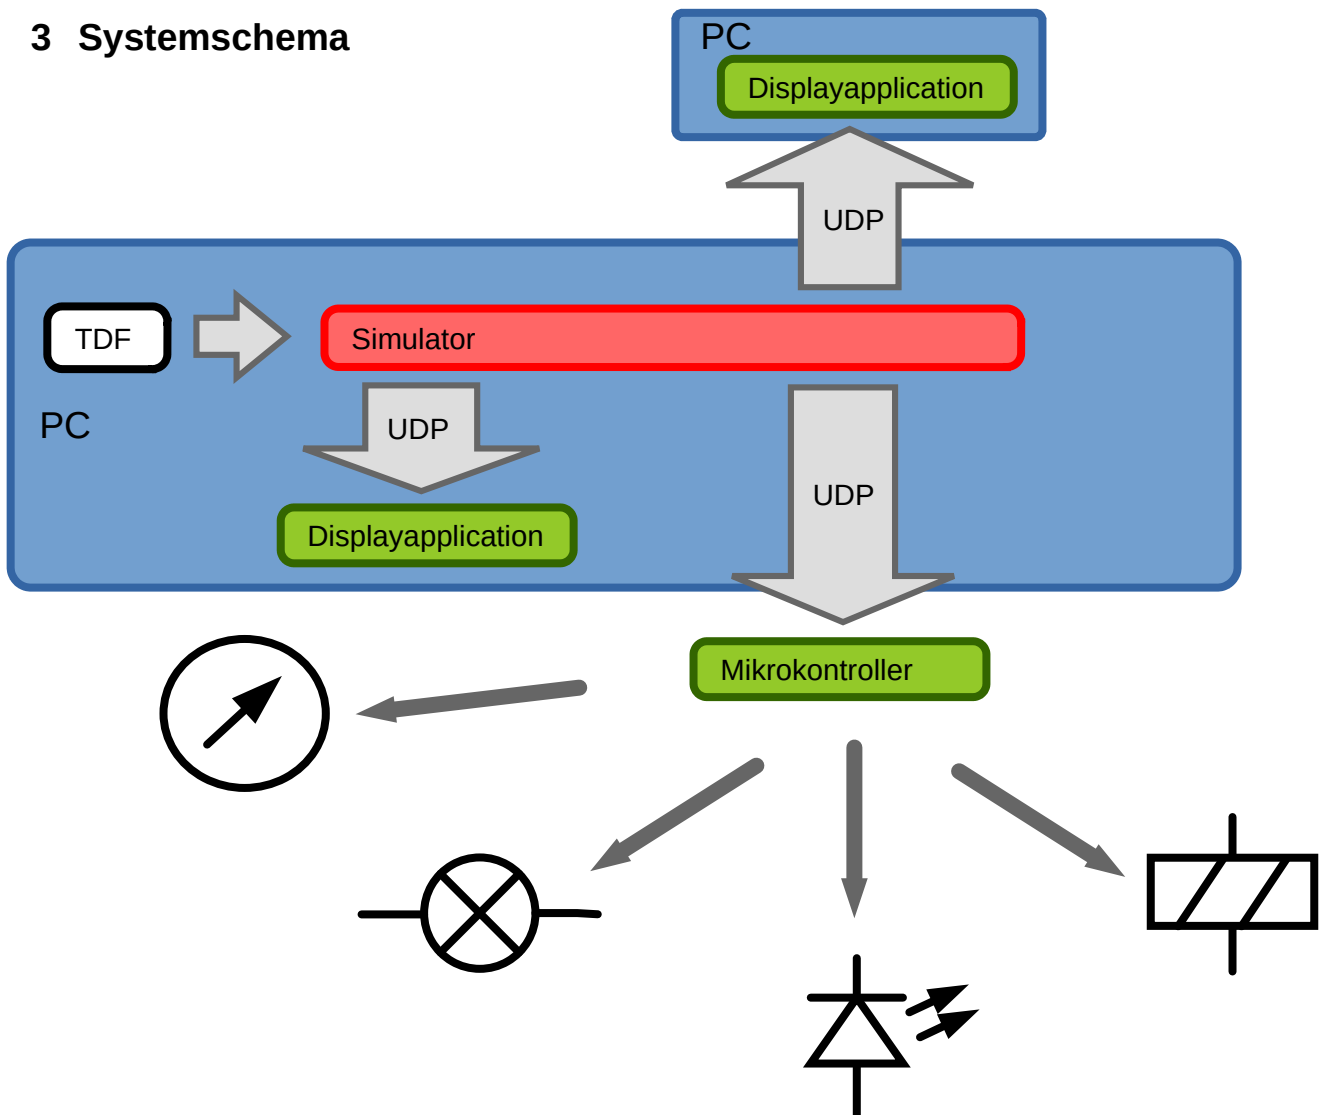 3 Systemschema
PC
Displayapplication
UDP
TDF
Simulator
PC
UDP
UDP
Displayapplication
Mikrokontroller